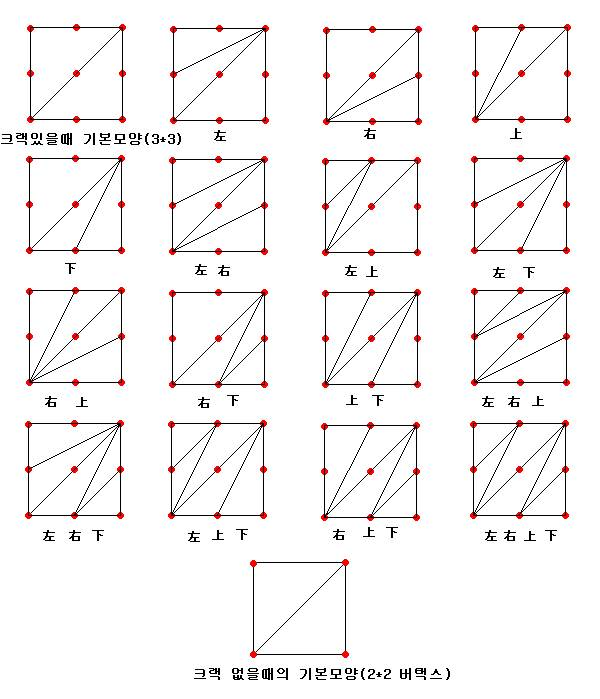 크랙있을때 기본모양(3*3)
左
右
上
下
左 右
左 上
左 下
右 上
右 下
上 下
左 右 上
左 右 下
左 上 下
右 上 下
左 右 上 下
크랙 없을때의 기본모양(2*2 버택스)